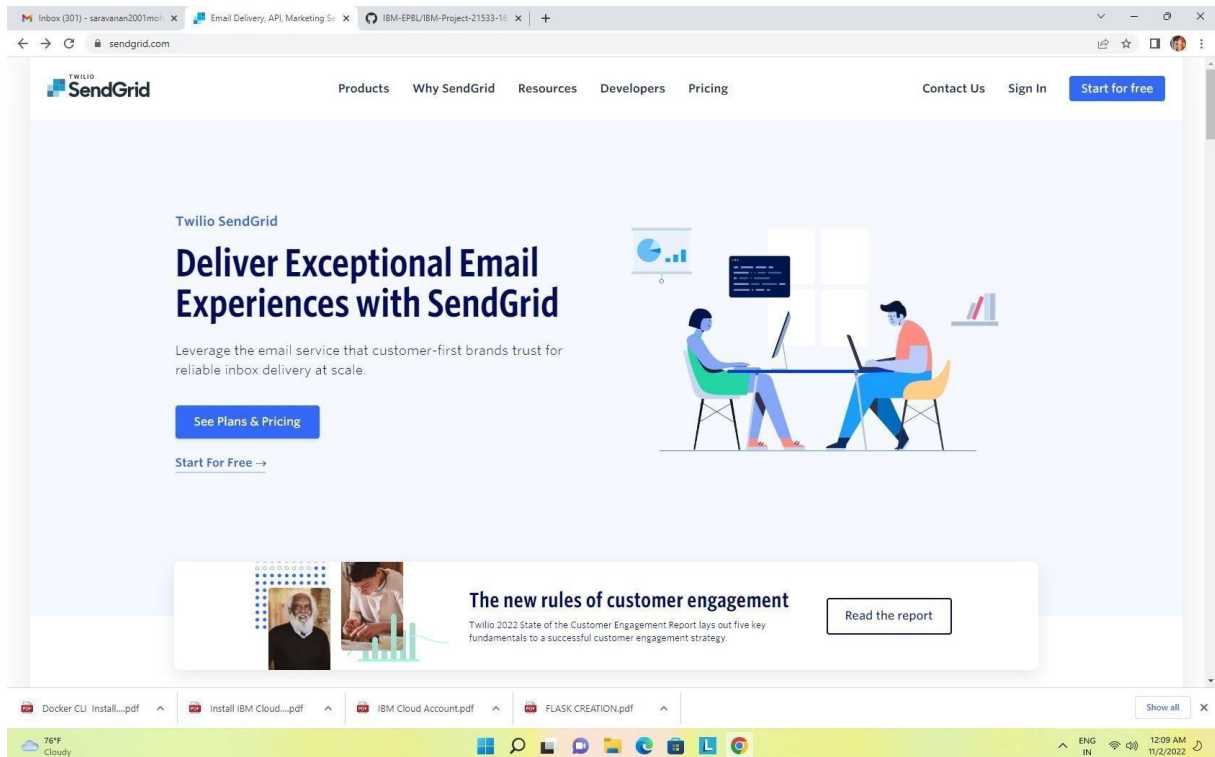 Inbox (301) - saravanan2001moh
Email Delivery, API, Marketing Se
IBM-EPBL/IBM-Project-21533-16
sendgrid.com
TWILIO
SendGrid
Products
Why SendGrid
Resources
Developers
Pricing
Contact Us
Sign In
Start for free
Twilio SendGrid
Deliver Exceptional Email
Experiences with SendGrid
Leverage the email service that customer-first brands trust for
reliable inbox delivery at scale.
See Plans & Pricing
Start For Free
The new rules of customer engagement
Twilio 2022 State of the Customer Engagement Report lays out five key
fundamentals to a successful customer engagement strategy.
Read the report
Docker CLI Install....pdf
Install IBM Cloud....pdf
IBM Cloud Account.pdf
FLASK CREATION.pdf
Show all
76°F
Cloudy
L
ENG
IN
12:09 AM
11/2/2022